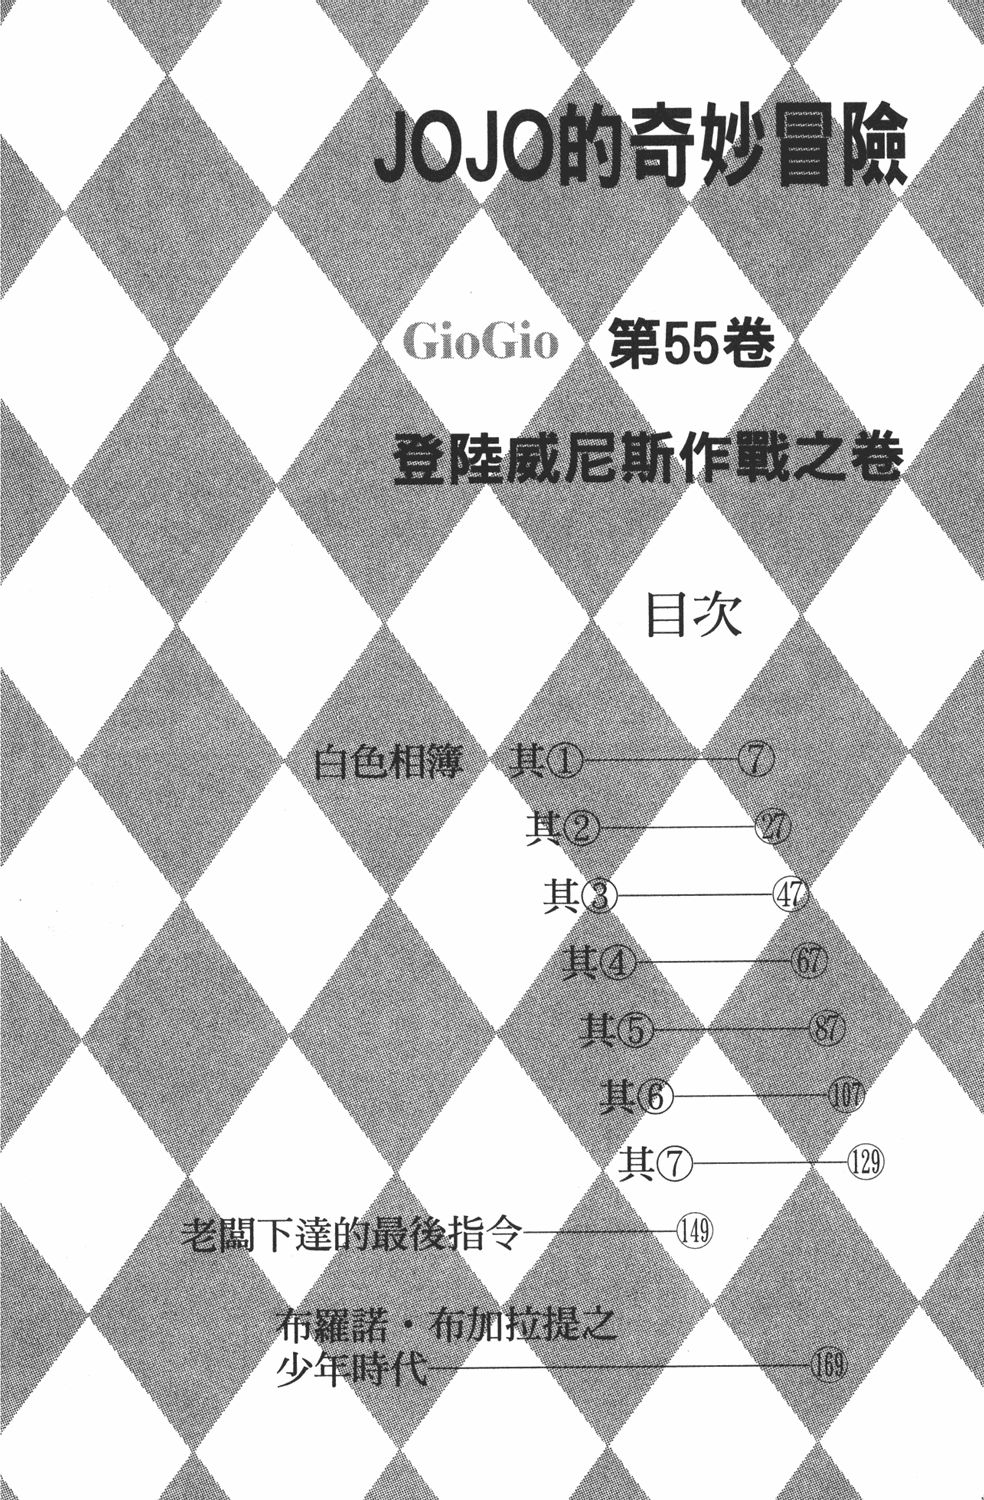 JOJO的奇妙冒險
GioGio 第55卷
登陸威尼斯作戰之卷
目次
白色相簿 其①——⑦
其②——㉗
其③——㊼
其④——67
其⑤——87
其⑥——107
其⑦——129
老闆下達的最後指令——149
布羅諾・布加拉提之
少年時代——169